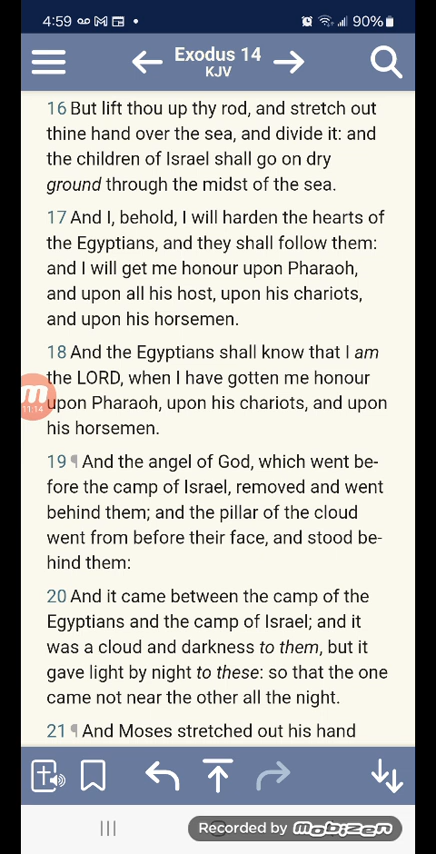 4:59 90%
Exodus 14
KJV
16 But lift thou up thy rod, and stretch out
thine hand over the sea, and divide it: and
the children of Israel shall go on dry
ground through the midst of the sea.
17 And I, behold, I will harden the hearts of
the Egyptians, and they shall follow them:
and I will get me honour upon Pharaoh,
and upon all his host, upon his chariots,
and upon his horsemen.
18 And the Egyptians shall know that I am
the LORD, when I have gotten me honour
upon Pharaoh, upon his chariots, and upon
his horsemen.
m
11:14
19 ¶ And the angel of God, which went be-
fore the camp of Israel, removed and went
behind them; and the pillar of the cloud
went from before their face, and stood be-
hind them:
20 And it came between the camp of the
Egyptians and the camp of Israel; and it
was a cloud and darkness to them, but it
gave light by night to these: so that the one
came not near the other all the night.
21 ¶ And Moses stretched out his hand
Recorded by mobizen